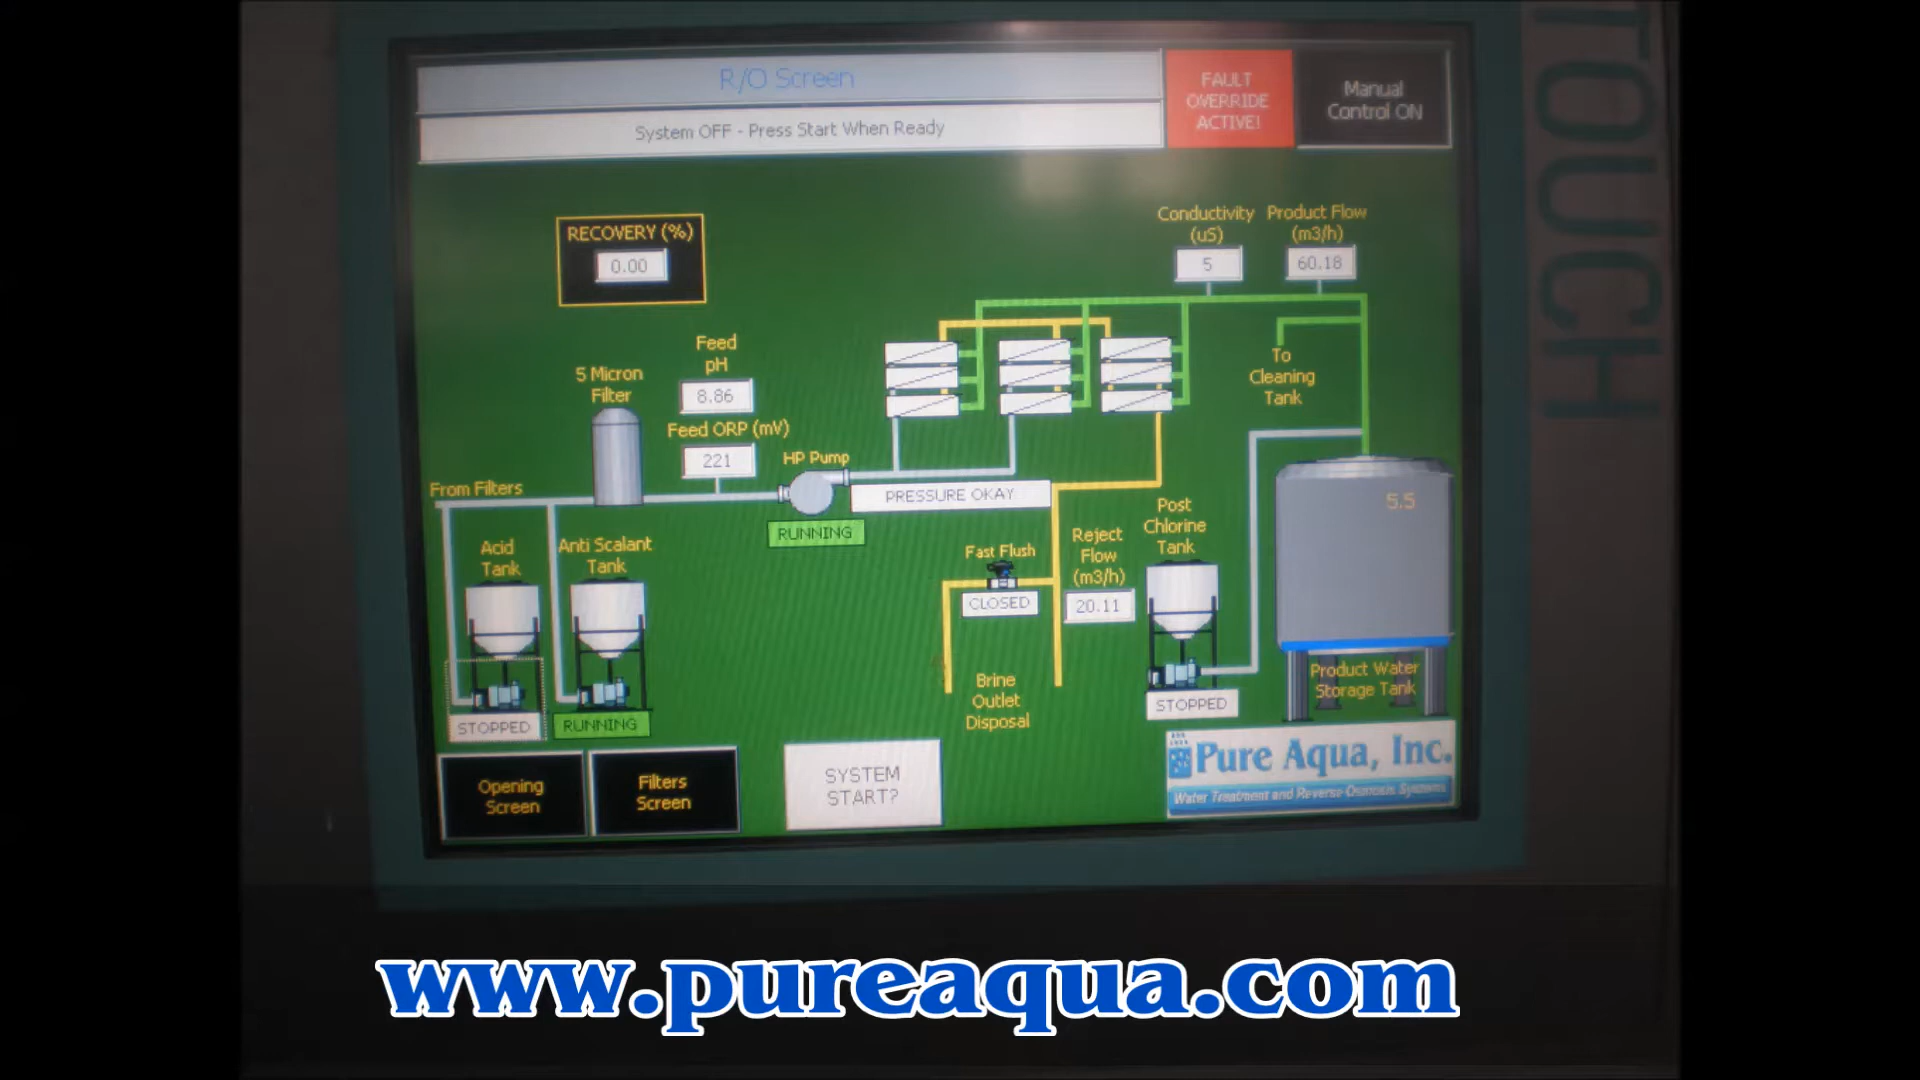 R/O Screen
System OFF - Press Start When Ready
FAULT
OVERRIDE
ACTIVE!
Manual
Control ON
TOUCH
RECOVERY (%)
0.00
Conductivity
(uS)
5
Product Flow
(m3/h)
60.18
Feed
pH
8.86
5 Micron
Filter
Feed ORP (mV)
221
HP Pump
PRESSURE OKAY
RUNNING
To
Cleaning
Tank
From Filters
Acid
Tank
STOPPED
Anti Scalant
Tank
RUNNING
Fast Flush
CLOSED
Reject
Flow
(m3/h)
20.11
Post
Chlorine
Tank
STOPPED
5.5
Product Water
Storage Tank
Brine
Outlet
Disposal
Opening
Screen
Filters
Screen
SYSTEM
START?
Pure Aqua, Inc.
Water Treatment and Reverse Osmosis Systems
www.pureaqua.com